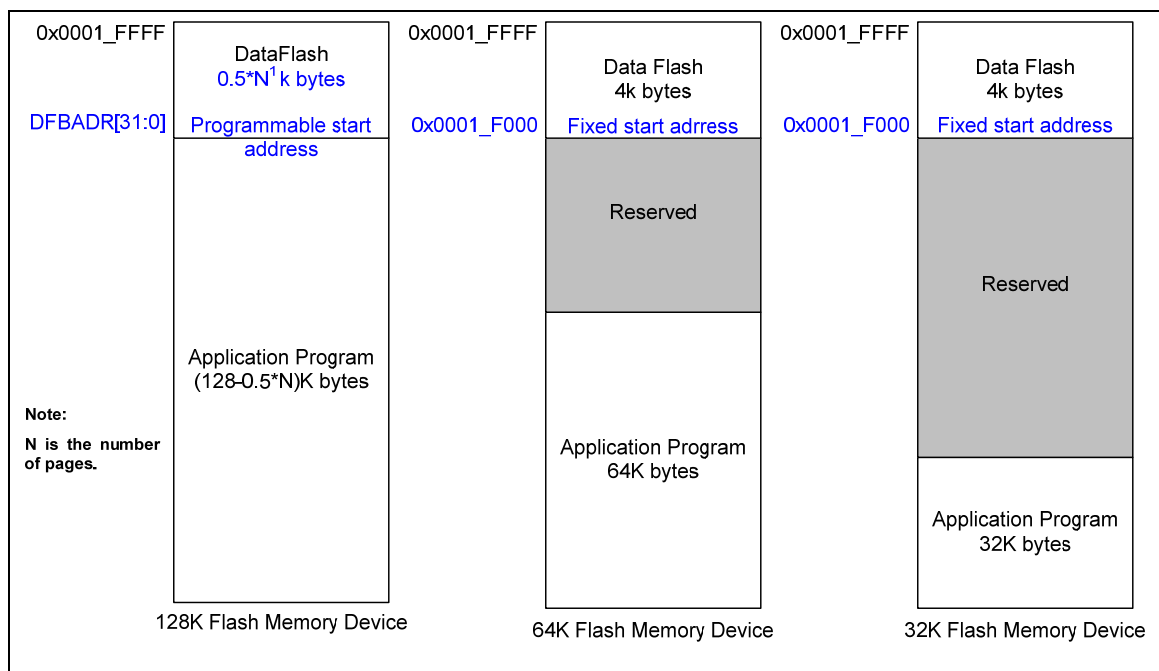 0x0001_FFFF
DataFlash
0.5*N¹k bytes
DFBADR[31:0]
Programmable start
address
Application Program
(128-0.5*N)K bytes
Note:
N is the number
of pages.
128K Flash Memory Device
0x0001_FFFF
Data Flash
4k bytes
0x0001_F000
Fixed start adrress
Reserved
Application Program
64K bytes
64K Flash Memory Device
0x0001_FFFF
Data Flash
4k bytes
0x0001_F000
Fixed start address
Reserved
Application Program
32K bytes
32K Flash Memory Device